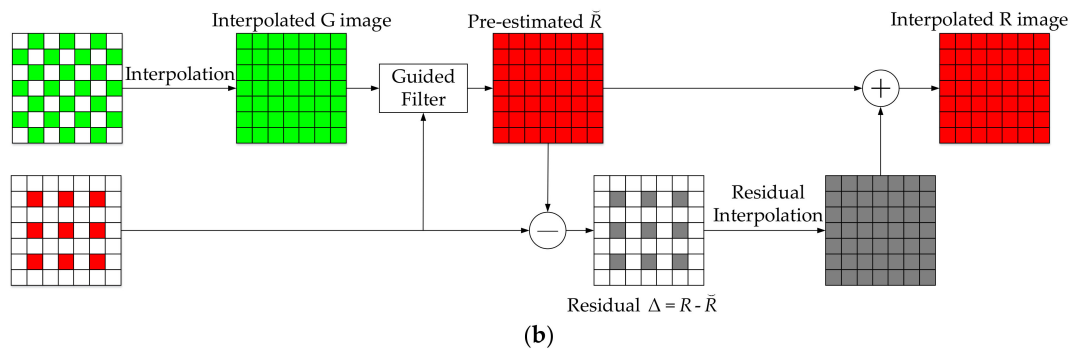 Interpolated G image
Pre-estimated R̆
Interpolated R image
Interpolation
Guided
Filter
+
Residual
Interpolation
—
Residual Δ = R - R̆
(b)